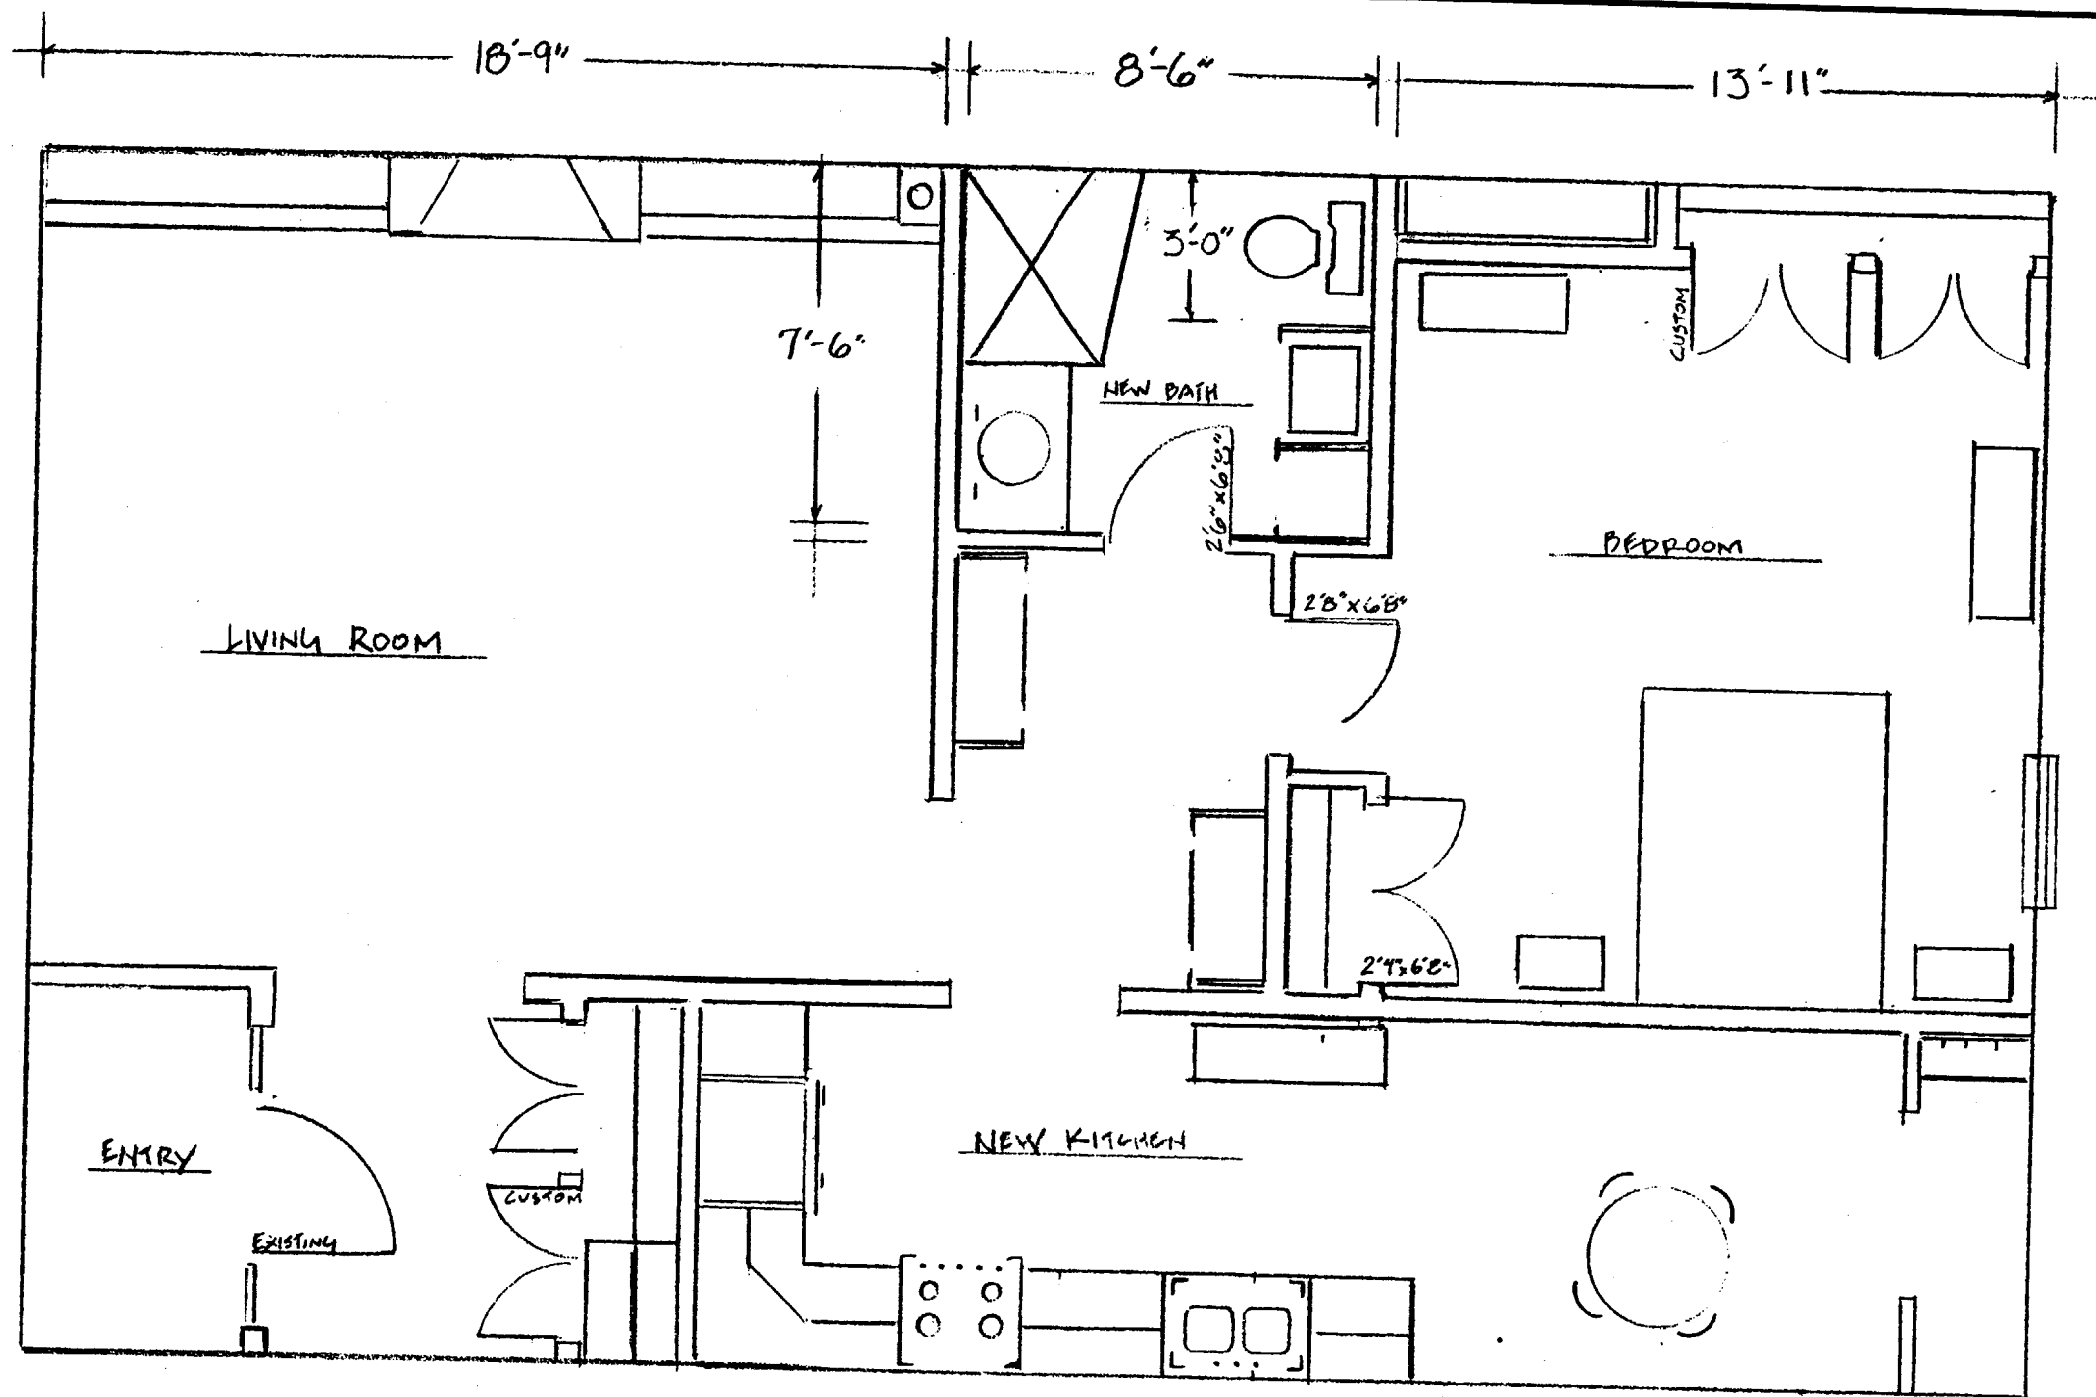 18'-9"
8'-6"
13'-11"
3'-0"
7'-6"
CUSTOM
NEW BATH
2'6"x6'8"
BEDROOM
2'8"x6'8"
LIVING ROOM
2'4"x6'8"
NEW KITCHEN
ENTRY
CUSTOM
EXISTING